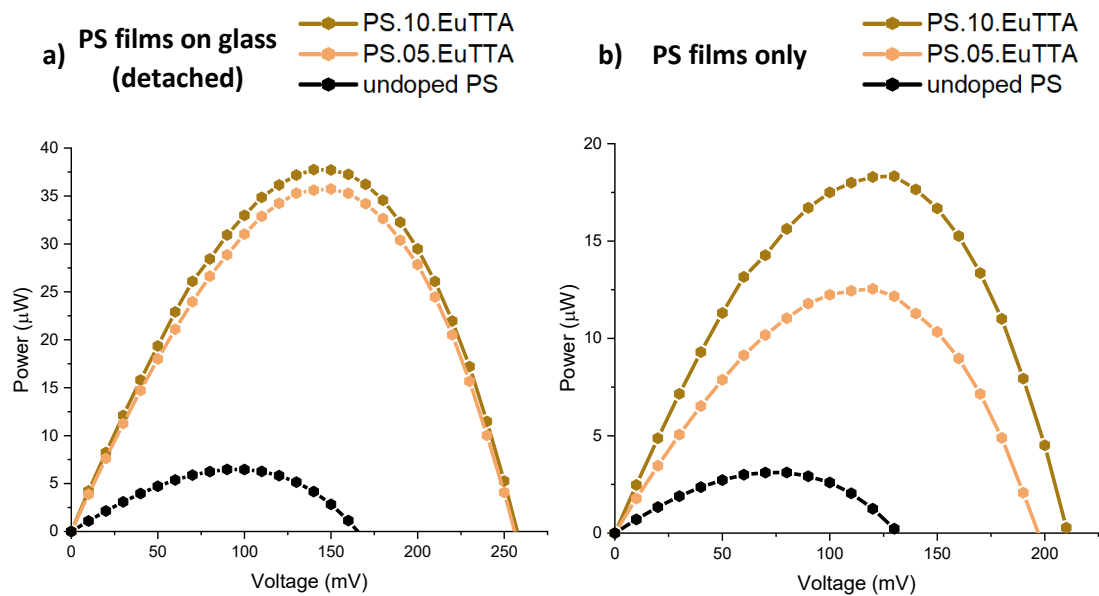 a) PS films on glass
(detached)
PS.10.EuTTA
PS.05.EuTTA
undoped PS
40
35
30
25
20
15
10
5
0
Power (μW)
0 50 100 150 200 250
Voltage (mV)
b) PS films only
PS.10.EuTTA
PS.05.EuTTA
undoped PS
20
15
10
5
0
Power (μW)
0 50 100 150 200
Voltage (mV)